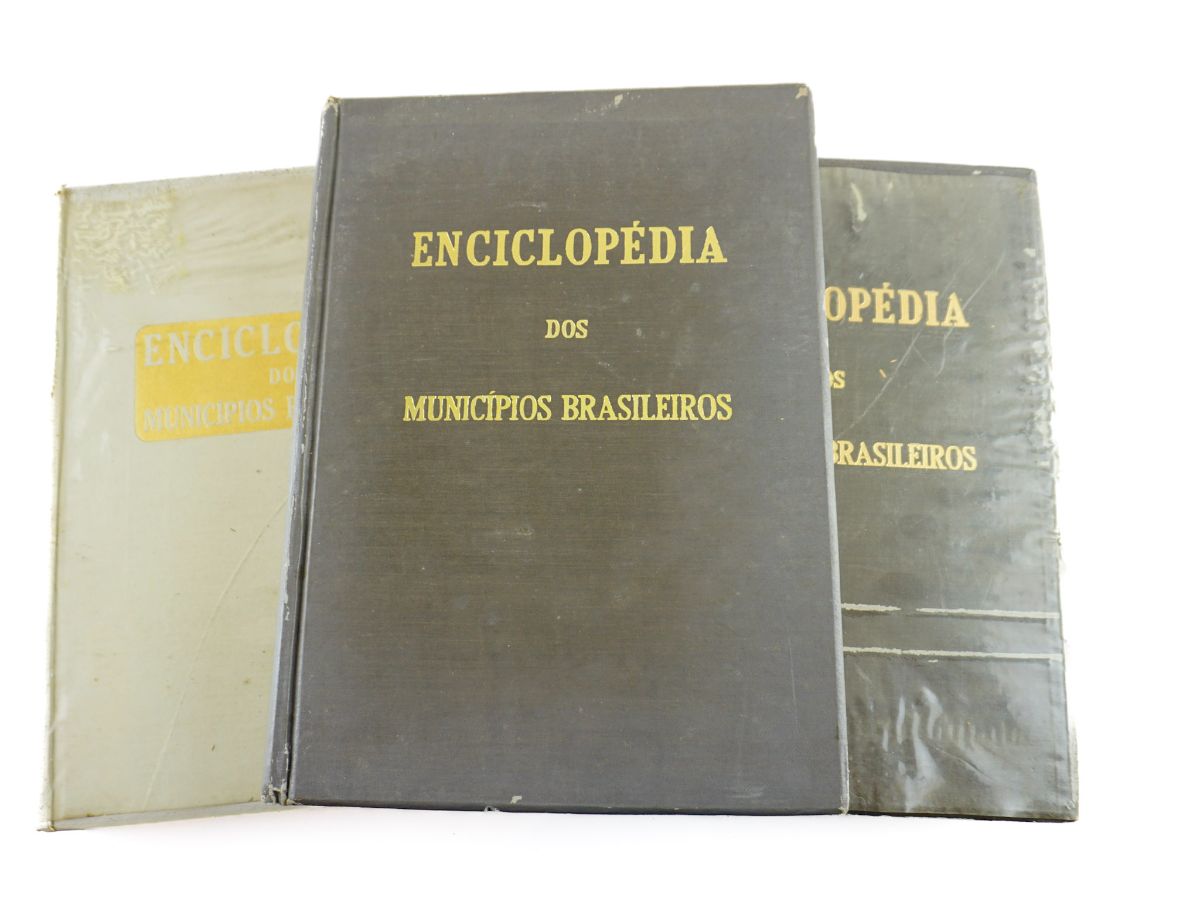 ENCICLO
DO
MUNICÍPIOS B
ENCICLOPÉDIA
DOS
MUNICÍPIOS BRASILEIROS
OPÉDIA
OS
BRASILEIROS